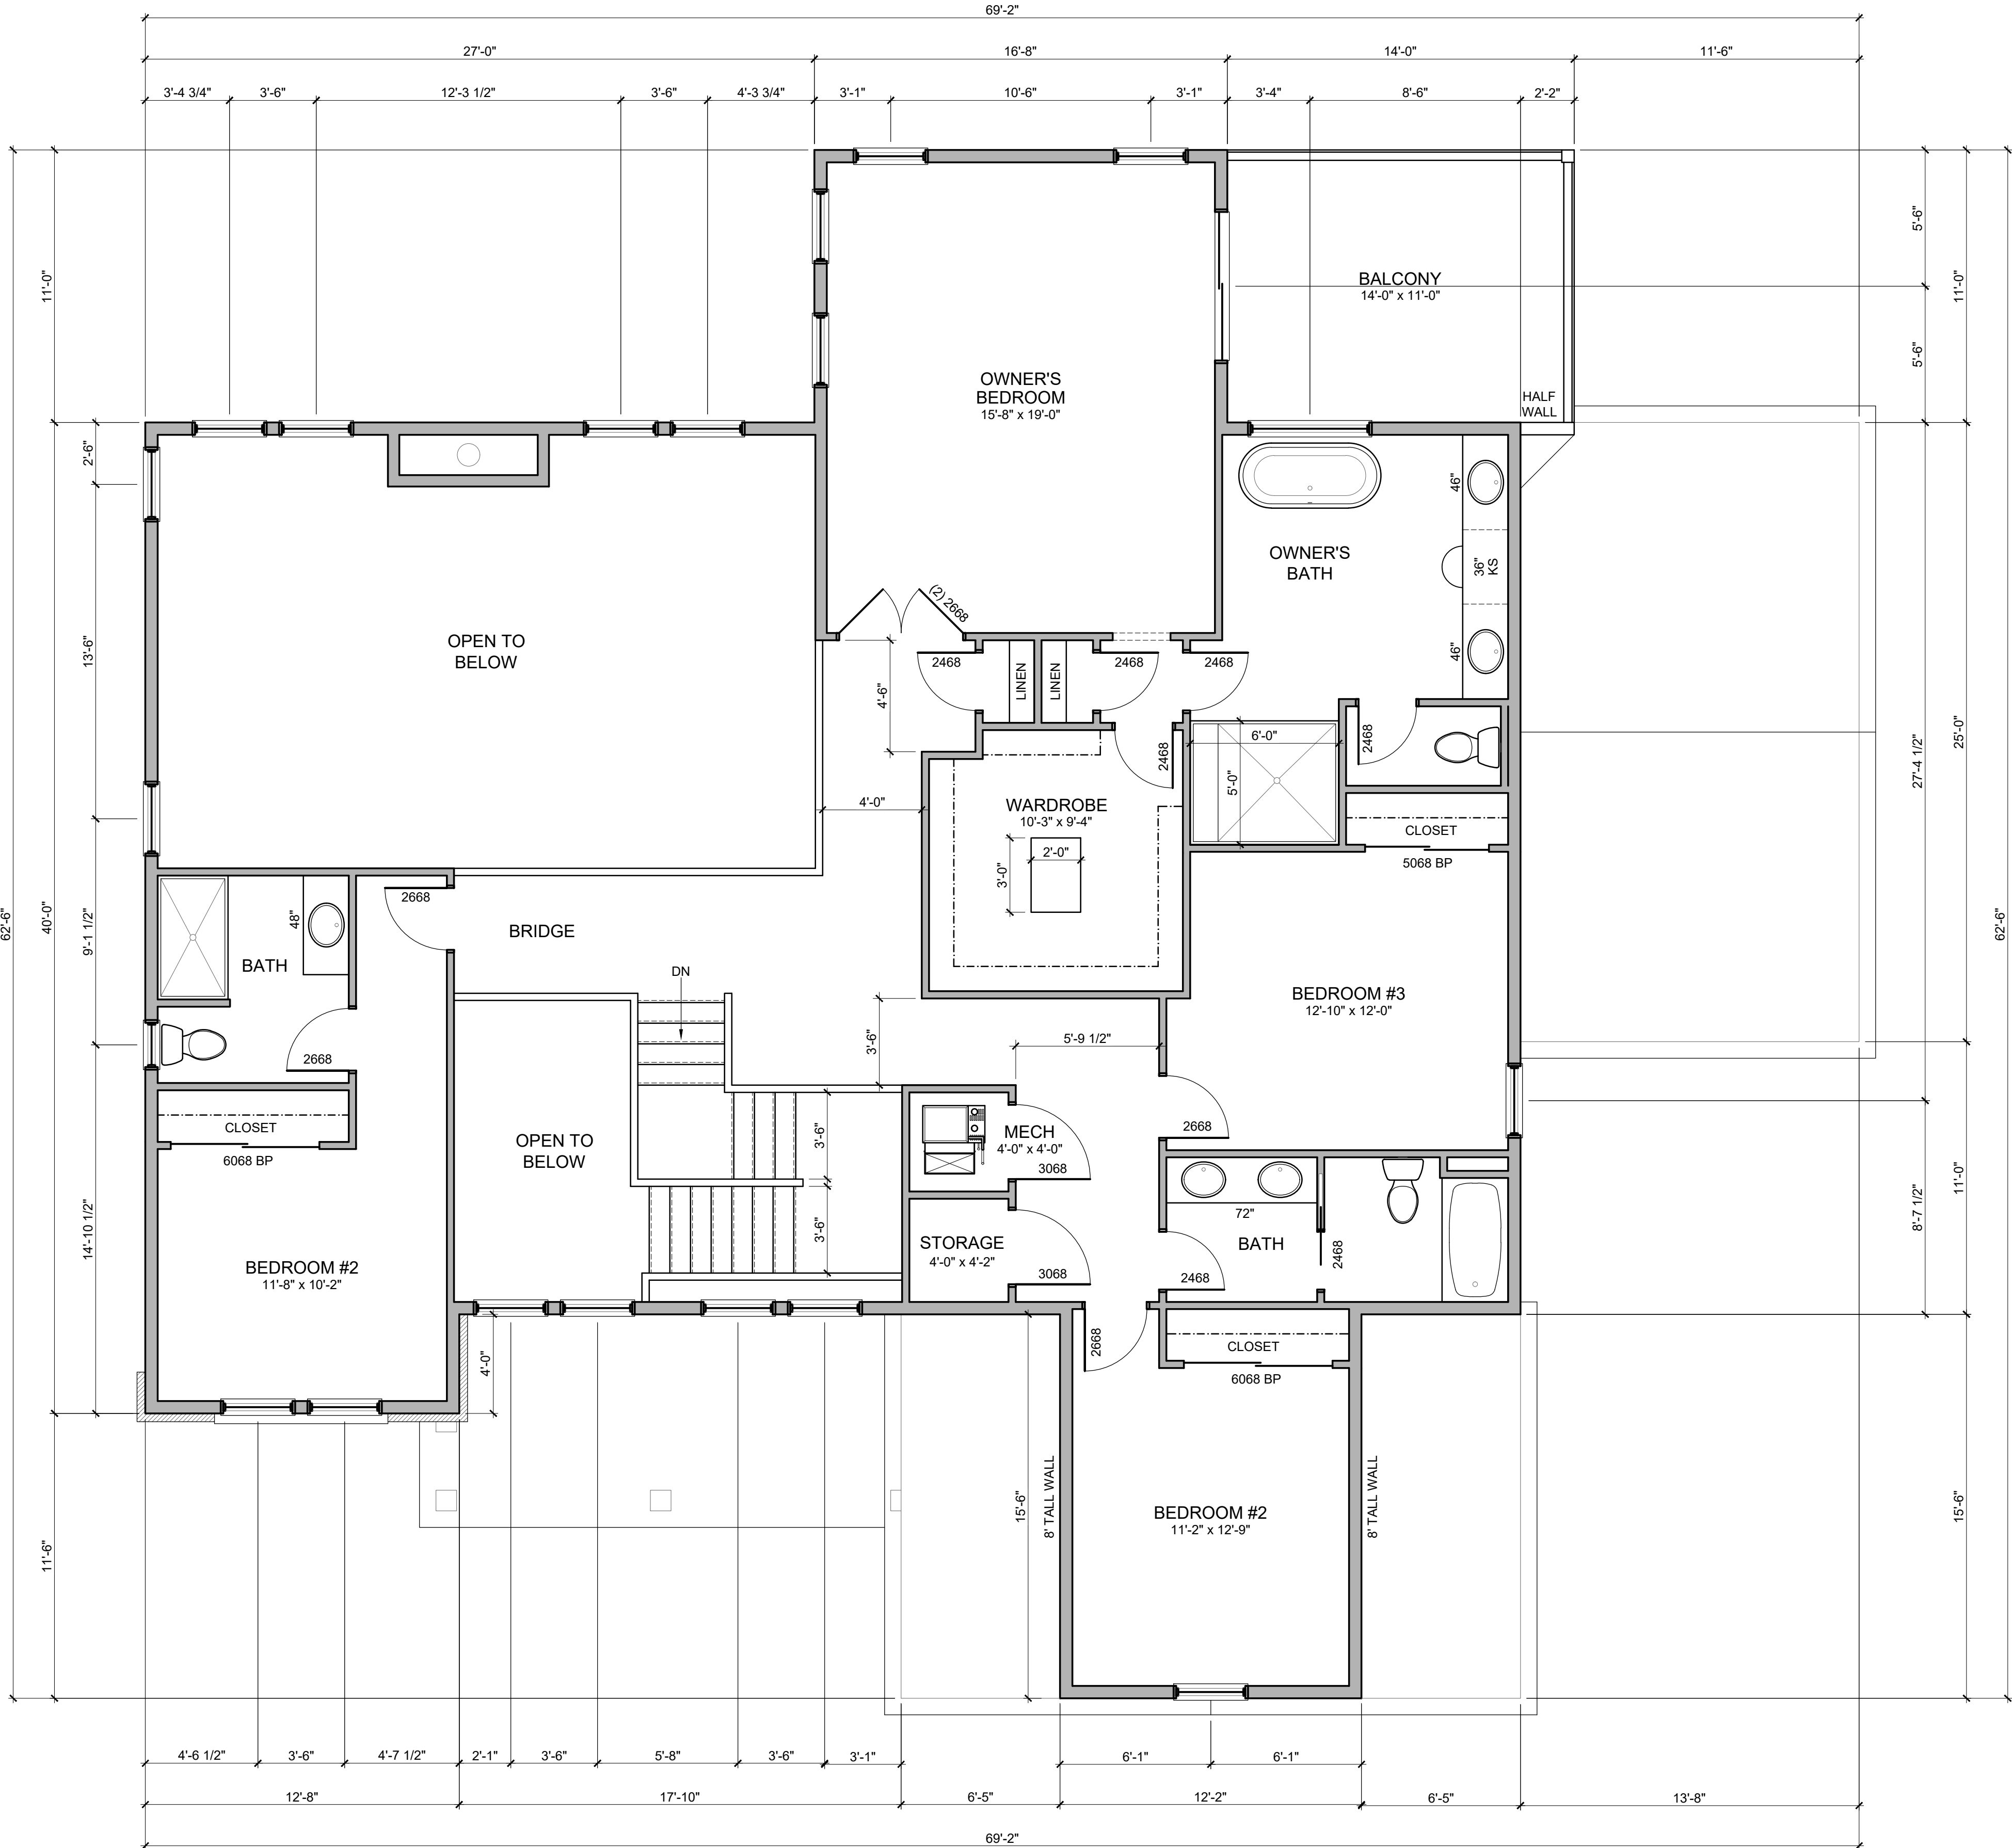 69'-2"
27'-0"
16'-8"
14'-0"
11'-6"
3'-4 3/4"
3'-6"
12'-3 1/2"
3'-6"
4'-3 3/4"
3'-1"
10'-6"
3'-1"
3'-4"
8'-6"
2'-2"
62'-6"
11'-0"
40'-0"
11'-6"
2'-6"
13'-6"
9'-1 1/2"
14'-10 1/2"
5'-6"
5'-6"
27'-4 1/2"
8'-7 1/2"
11'-0"
25'-0"
11'-0"
15'-6"
62'-6"
BALCONY
14'-0" x 11'-0"
HALF
WALL
OWNER'S
BEDROOM
15'-8" x 19'-0"
(2) 2668
OWNER'S
BATH
46"
36"
KS
46"
OPEN TO
BELOW
2468
LINEN
LINEN
2468
2468
4'-6"
2468
2468
6'-0"
5'-0"
4'-0"
WARDROBE
10'-3" x 9'-4"
2'-0"
3'-0"
CLOSET
5068 BP
2668
48"
BATH
BRIDGE
DN
2668
CLOSET
6068 BP
BEDROOM #3
12'-10" x 12'-0"
3'-6"
5'-9 1/2"
2668
OPEN TO
BELOW
3'-6"
3'-6"
MECH
4'-0" x 4'-0"
3068
STORAGE
4'-0" x 4'-2"
3068
72"
BATH
2468
2468
BEDROOM #2
11'-8" x 10'-2"
4'-0"
2668
CLOSET
6068 BP
15'-6"
8' TALL WALL
8' TALL WALL
BEDROOM #2
11'-2" x 12'-9"
4'-6 1/2"
3'-6"
4'-7 1/2"
2'-1"
3'-6"
5'-8"
3'-6"
3'-1"
6'-1"
6'-1"
12'-8"
17'-10"
6'-5"
12'-2"
6'-5"
13'-8"
69'-2"